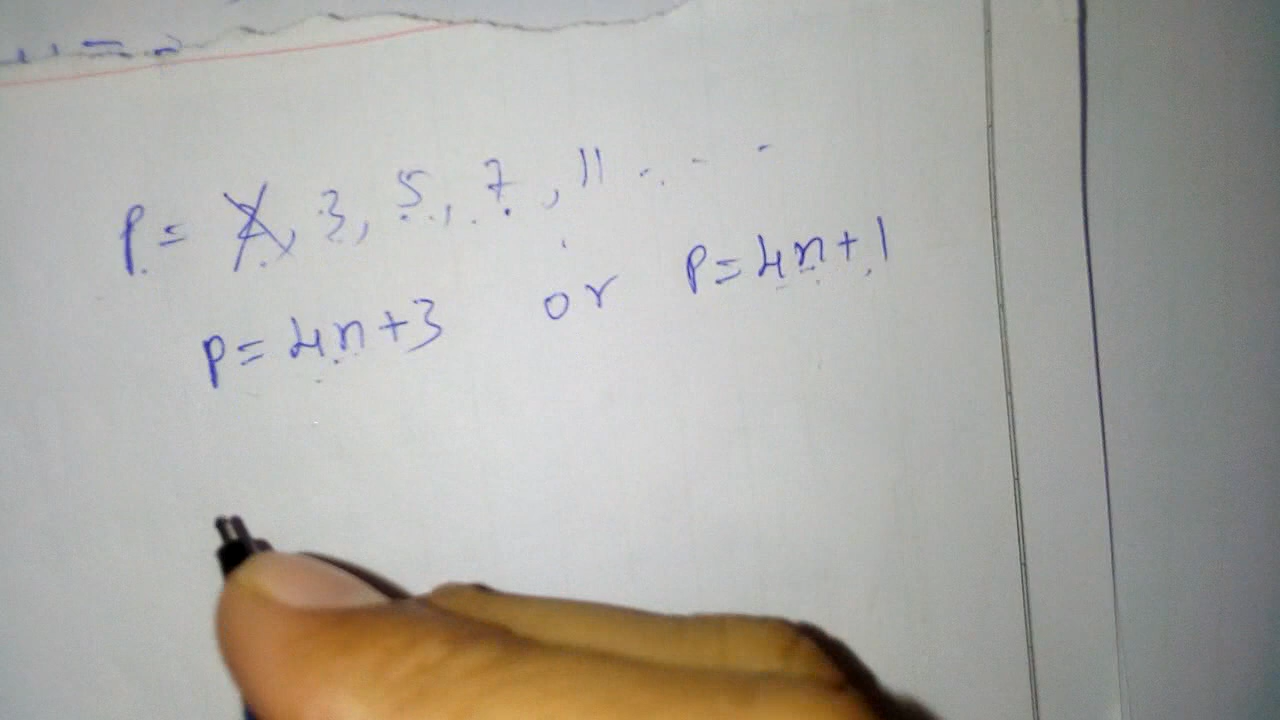 P = 2, 3, 5, 7, 11 . . - -
P = 4n + 3 or P = 4n + 1